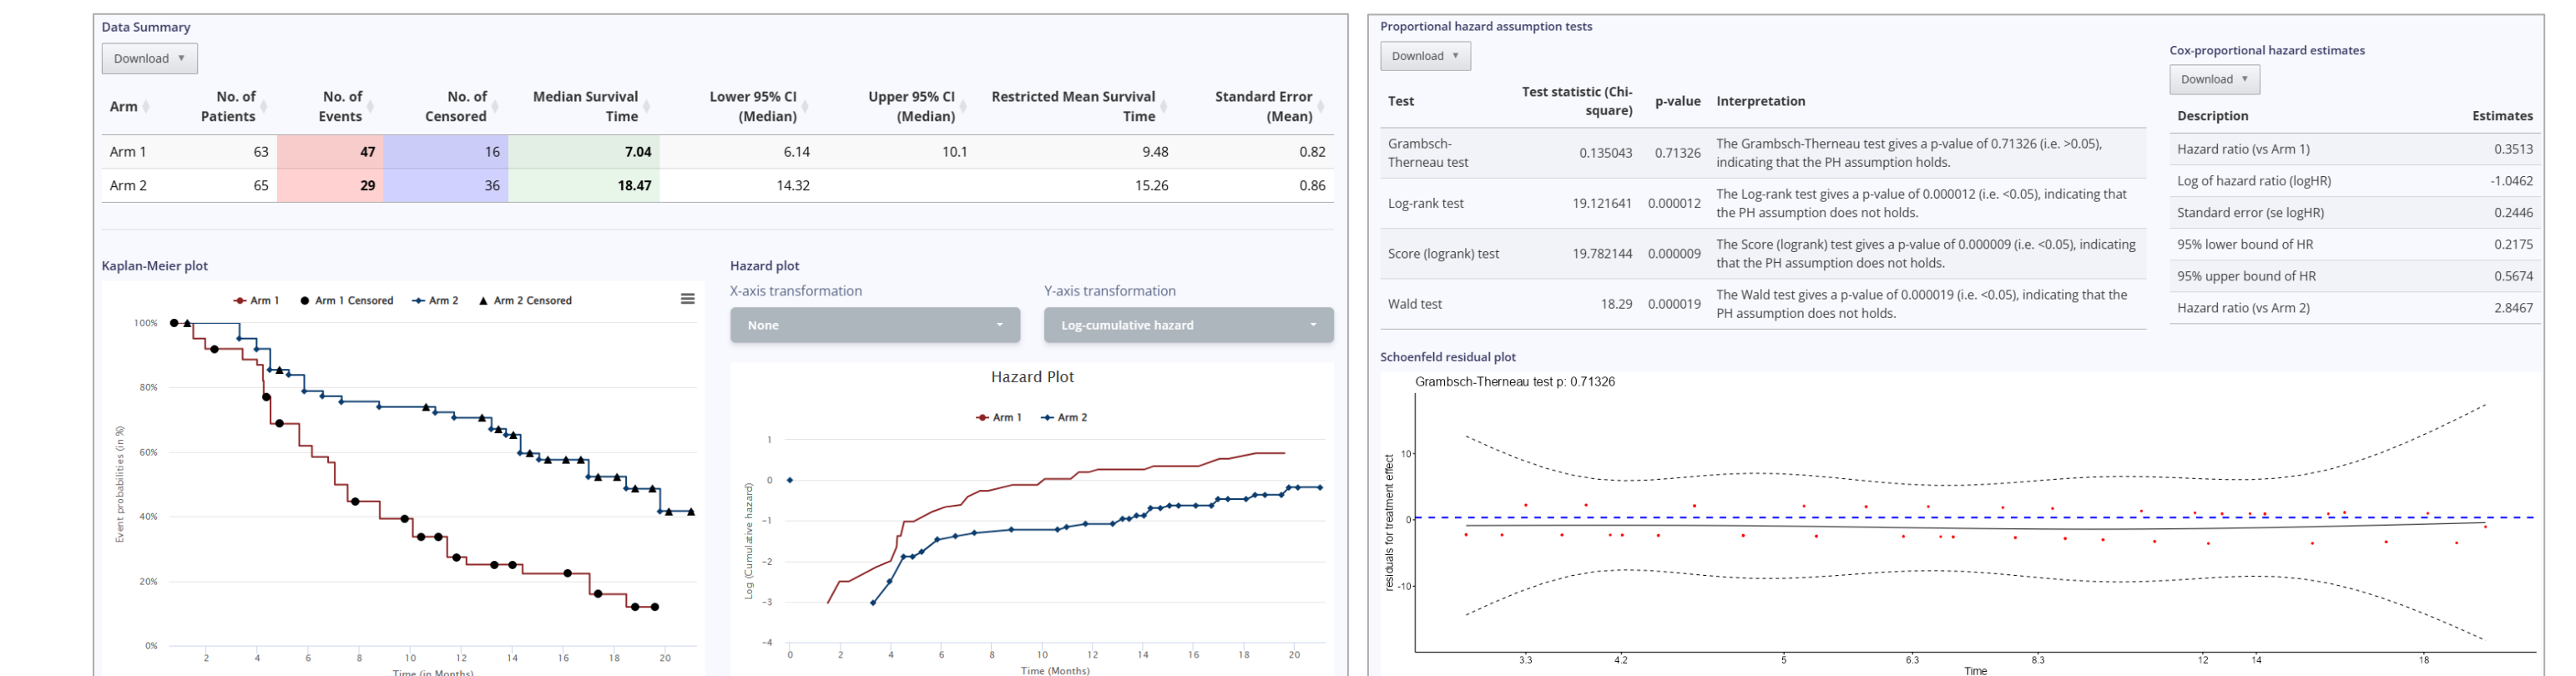 Data Summary
Download ▼
Arm
No. of Patients
No. of Events
No. of Censored
Median Survival Time
Lower 95% CI (Median)
Upper 95% CI (Median)
Restricted Mean Survival Time
Standard Error (Mean)
Arm 1 63 47 16 7.04 6.14 10.1 9.48 0.82
Arm 2 65 29 36 18.47 14.32 15.26 0.86
Kaplan-Meier plot
Arm 1 Arm 1 Censored Arm 2 Arm 2 Censored
Event probabilities (in %)
100%
80%
60%
40%
20%
0%
2 4 6 8 10 12 14 16 18 20
Time (in Months)
Hazard plot
X-axis transformation
None
Y-axis transformation
Log-cumulative hazard
Hazard Plot
Arm 1 Arm 2
Log (Cumulative hazard)
1
0
-1
-2
-3
-4
0 2 4 6 8 10 12 14 16 18 20
Time (Months)
Proportional hazard assumption tests
Download ▼
Test
Test statistic (Chi-
square)
p-value
Interpretation
Grambsch-
Therneau test
0.135043 0.71326
The Grambsch-Therneau test gives a p-value of 0.71326 (i.e. >0.05),
indicating that the PH assumption holds.
Log-rank test 19.121641 0.000012
The Log-rank test gives a p-value of 0.000012 (i.e. <0.05), indicating that
the PH assumption does not holds.
Score (logrank) test 19.782144 0.000009
The Score (logrank) test gives a p-value of 0.000009 (i.e. <0.05), indicating
that the PH assumption does not holds.
Wald test 18.29 0.000019
The Wald test gives a p-value of 0.000019 (i.e. <0.05), indicating that the
PH assumption does not holds.
Cox-proportional hazard estimates
Download ▼
Description Estimates
Hazard ratio (vs Arm 1) 0.3513
Log of hazard ratio (logHR) -1.0462
Standard error (se logHR) 0.2446
95% lower bound of HR 0.2175
95% upper bound of HR 0.5674
Hazard ratio (vs Arm 2) 2.8467
Schoenfeld residual plot
Grambsch-Therneau test p: 0.71326
residuals for treatment effect
10
0
-10
3.3 4.2 5 6.3 8.3 12 14 18
Time